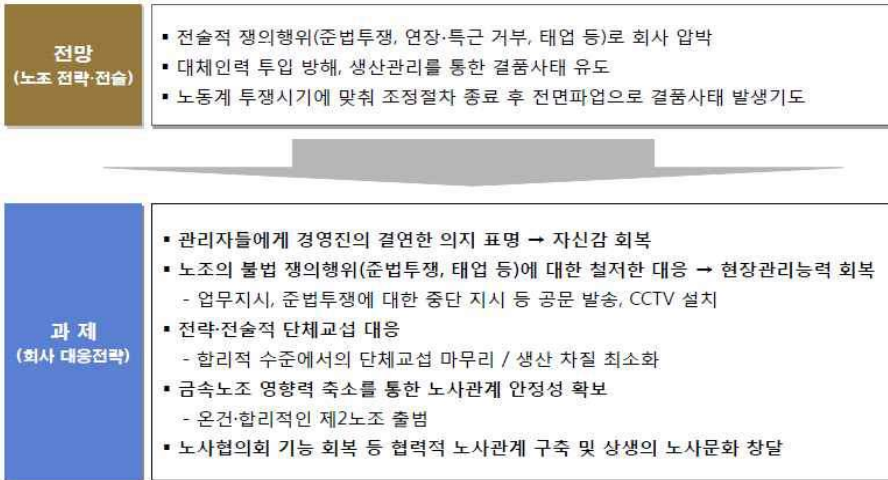 전망
(노조 전략·전술)
▪ 전술적 쟁의행위(준법투쟁, 연장·특근 거부, 태업 등)로 회사 압박
▪ 대체인력 투입 방해, 생산관리를 통한 결품사태 유도
▪ 노동계 투쟁시기에 맞춰 조정절차 종료 후 전면파업으로 결품사태 발생기도
과 제
(회사 대응전략)
▪ 관리자들에게 경영진의 결연한 의지 표명 → 자신감 회복
▪ 노조의 불법 쟁의행위(준법투쟁, 태업 등)에 대한 철저한 대응 → 현장관리능력 회복
- 업무지시, 준법투쟁에 대한 중단 지시 등 공문 발송, CCTV 설치
▪ 전략·전술적 단체교섭 대응
- 합리적 수준에서의 단체교섭 마무리 / 생산 차질 최소화
▪ 금속노조 영향력 축소를 통한 노사관계 안정성 확보
- 온건·합리적인 제2노조 출범
▪ 노사협의회 기능 회복 등 협력적 노사관계 구축 및 상생의 노사문화 창달